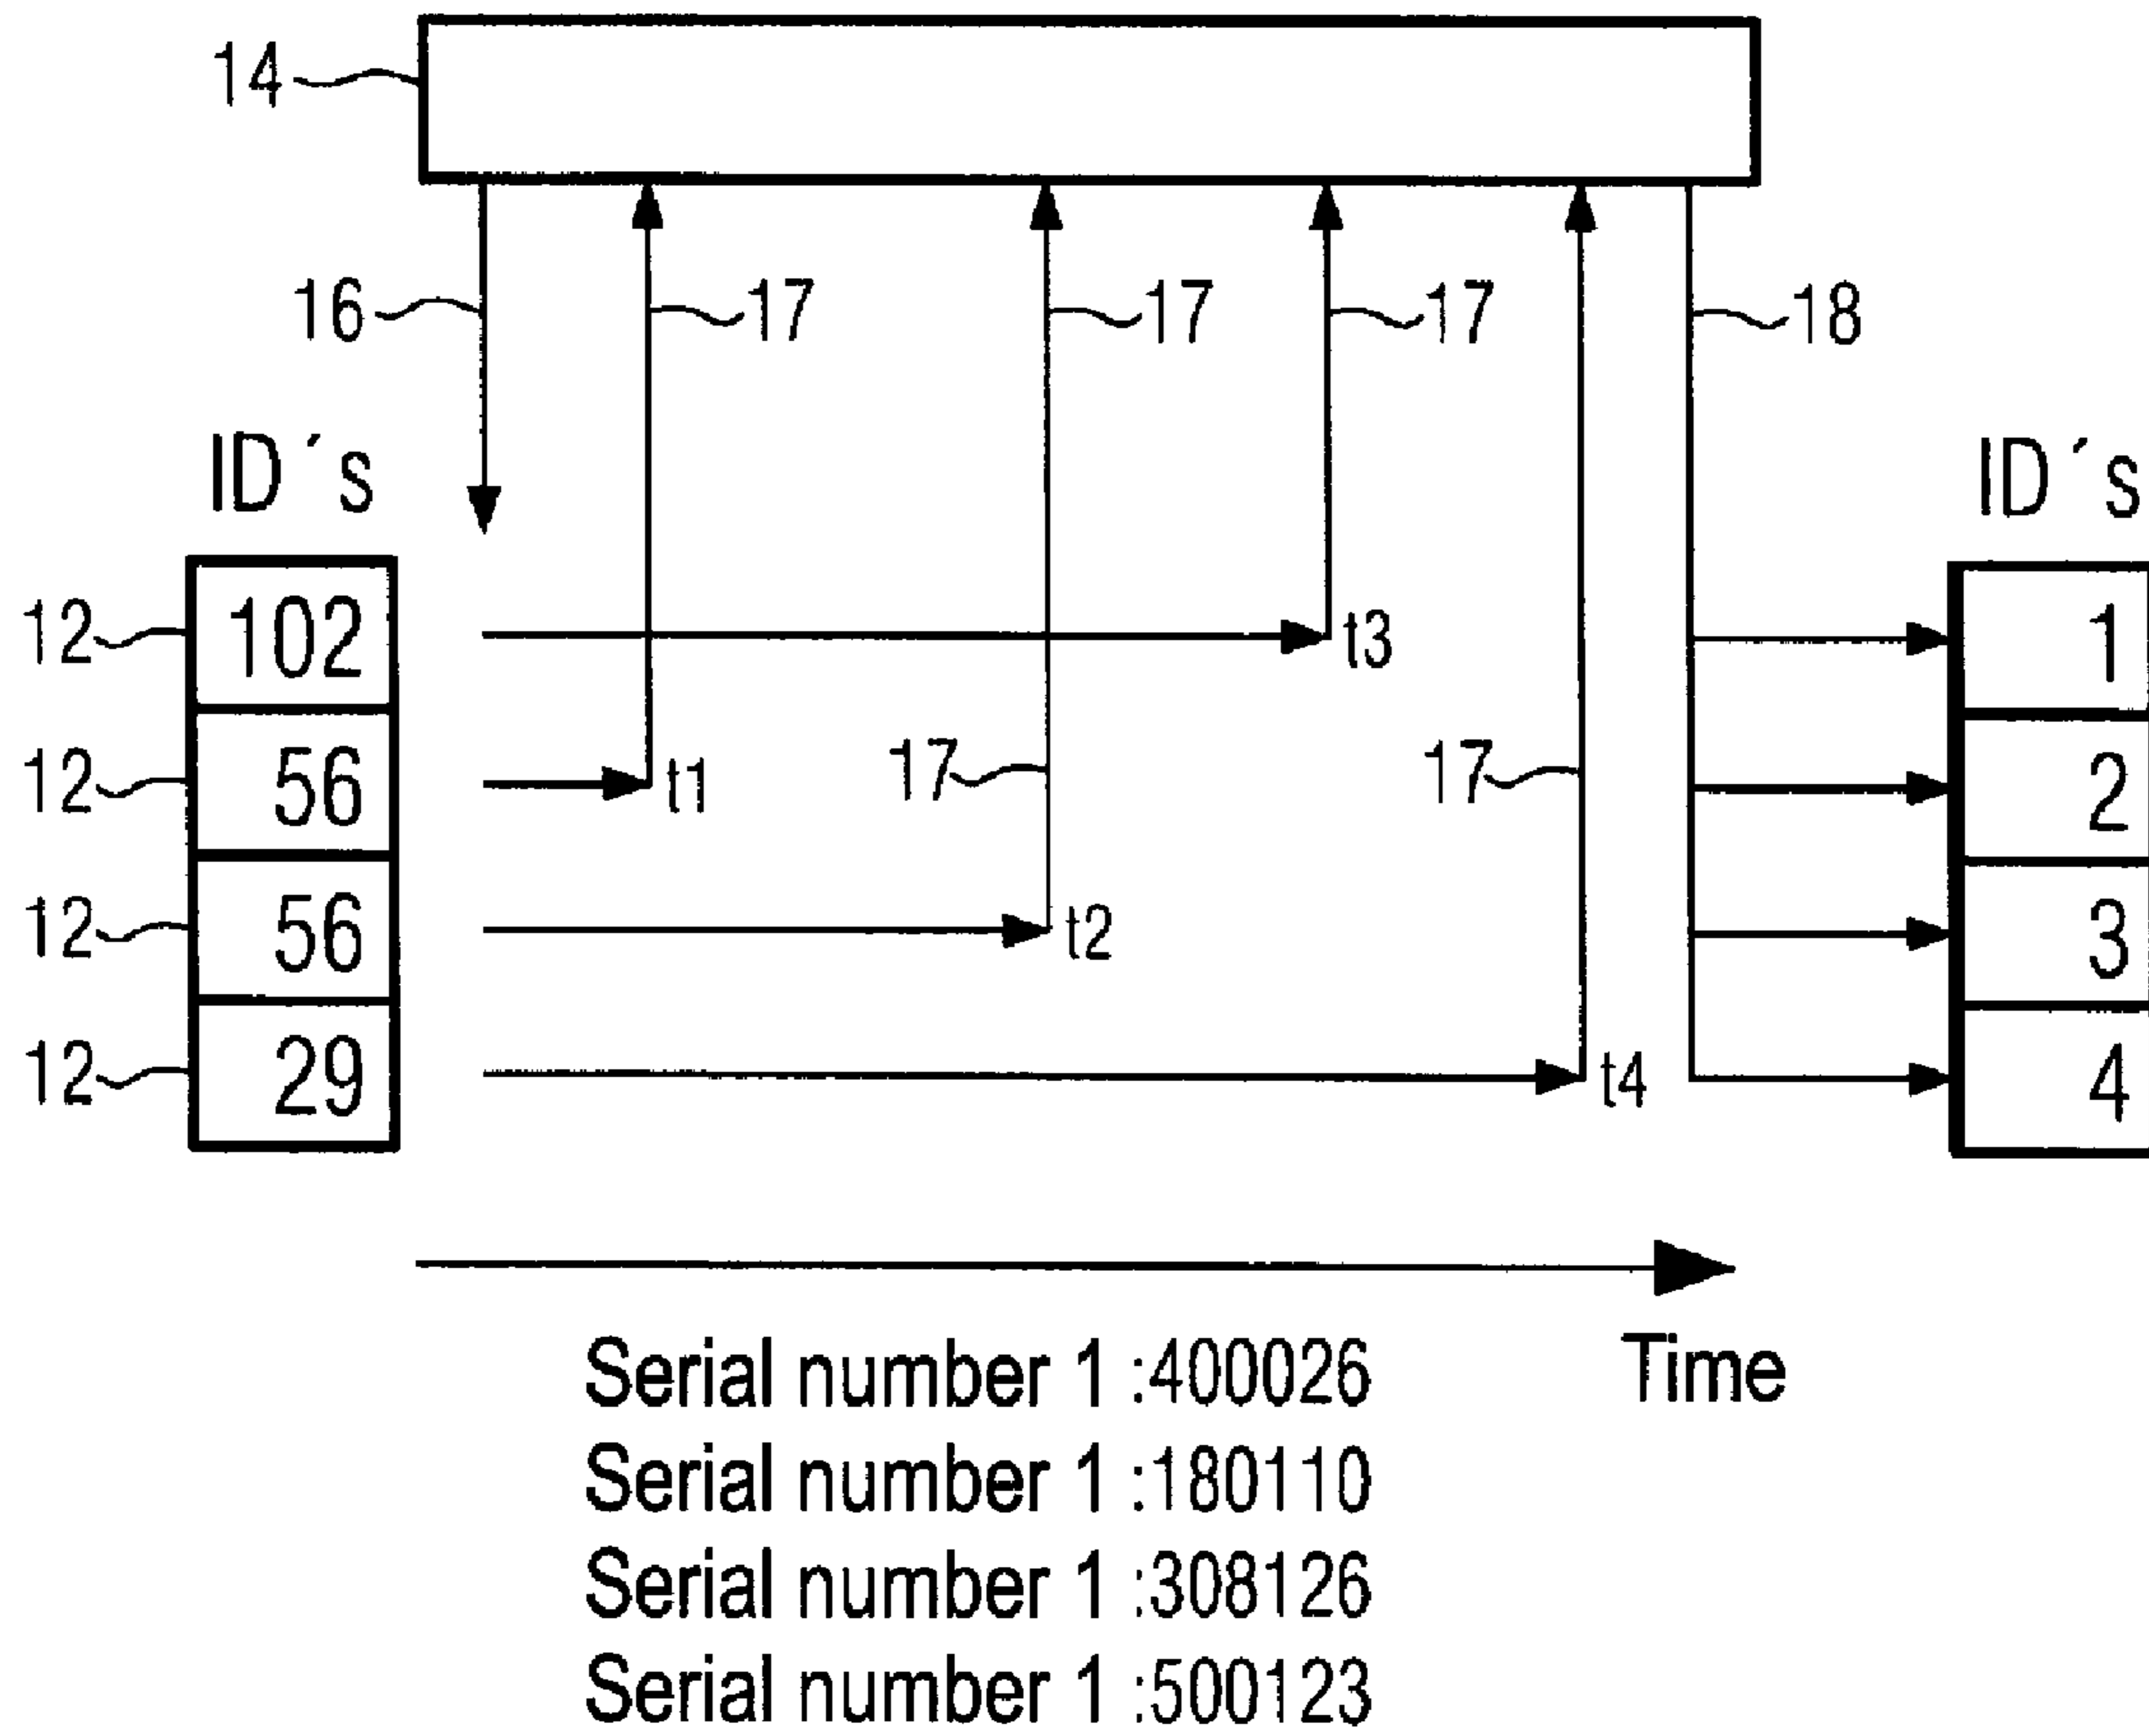 14
16 17 17 17 18
ID´s ID´s
12 102 t3 1
12 56 t1 17 17 2
12 56 t2 3
12 29 t4 4
Time
Serial number 1 :400026
Serial number 1 :180110
Serial number 1 :308126
Serial number 1 :500123